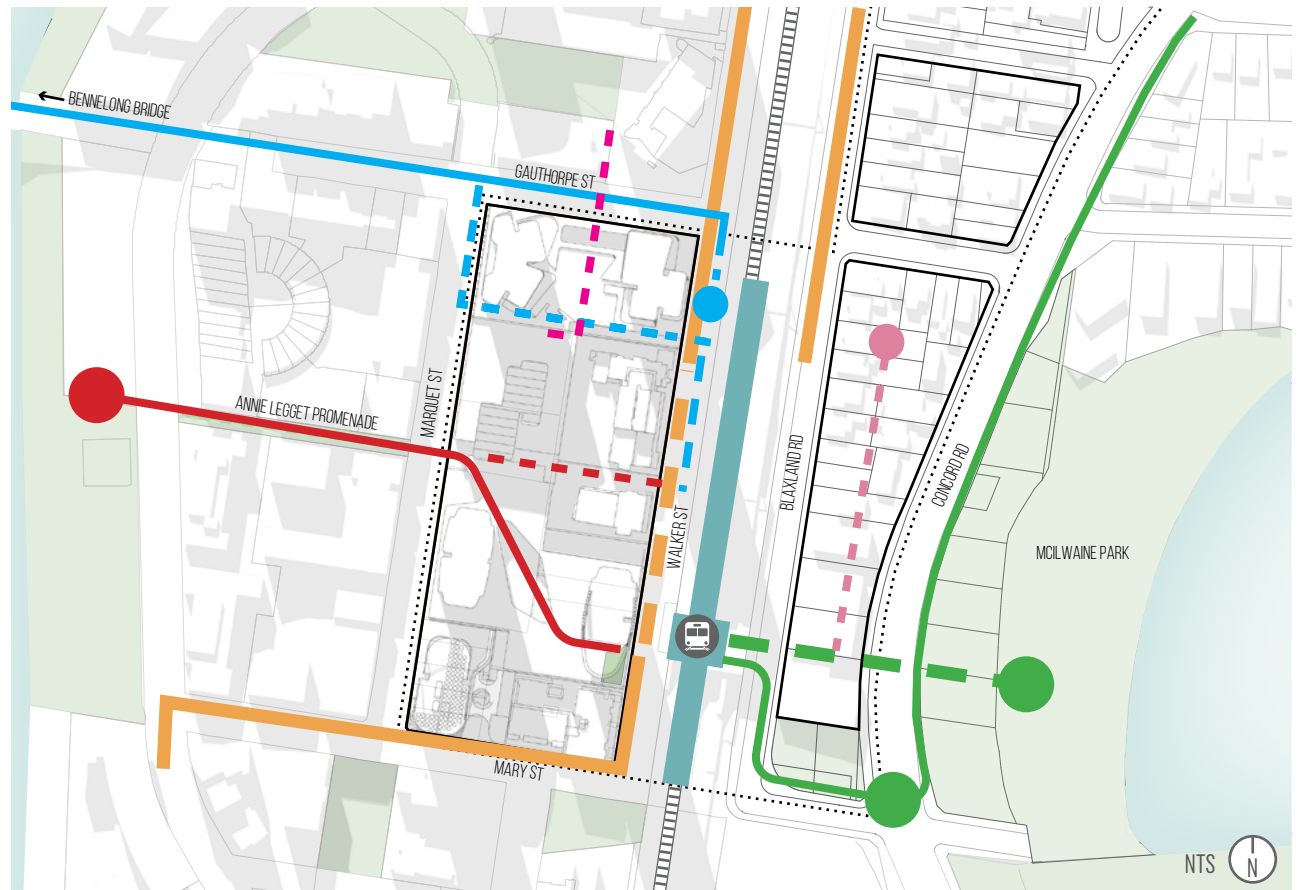 BENNELONG BRIDGE
GAUTHORPE ST
MARQUET ST
ANNIE LEGGET PROMENADE
WALKER ST
BLAXLAND RD
CONCORD RD
MCILWAINE PARK
MARY ST
NTS
N